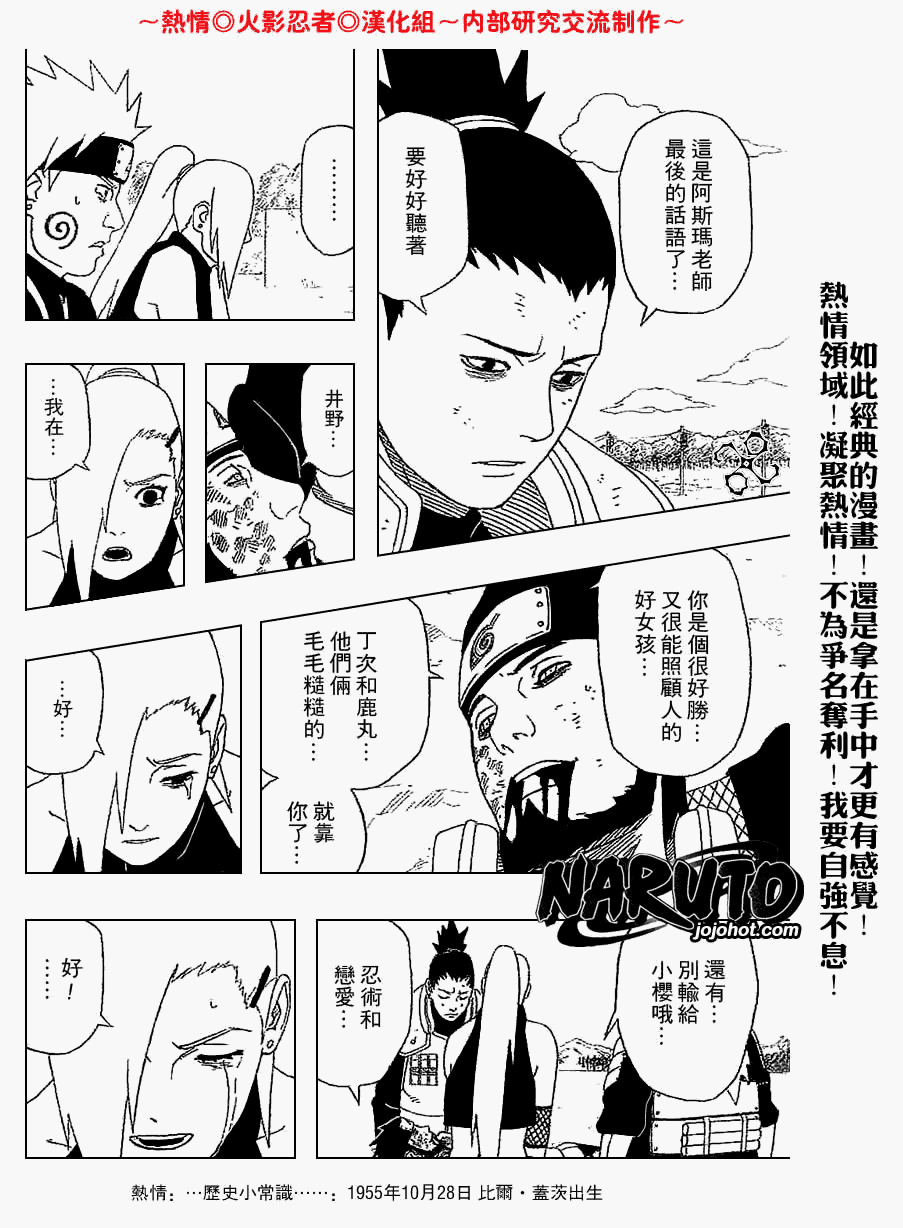 ～熱情◎火影忍者◎漢化組～内部研究交流制作～
這是阿斯瑪老師
最後的話語了…
要好好聽著
………
井野…
…我在…
你是個很好勝…
又很能照顧人的
好女孩…
丁次和鹿丸…
他們倆
毛毛糙糙的…
就靠
你了…
…好…
還有…
別輸給
小櫻哦…
忍術和
戀愛…
好！
……
NARUTO
jojohot.com
如此經典的漫畫！還是拿在手中才更有感覺！
熱情領域！凝聚熱情！不為爭名奪利！我要自強不息！
熱情：…歷史小常識……：1955年10月28日 比爾・蓋茨出生